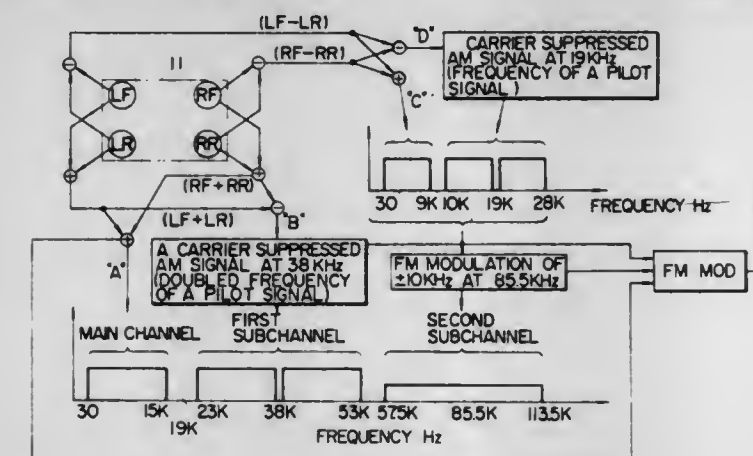 (LF-LR)
(RF-RR)
"D"
CARRIER SUPPRESSED
AM SIGNAL AT 19KHz
(FREQUENCY OF A PILOT
SIGNAL)
"C"
11
LF
RF
LR
RR
(RF+RR)
(LF+LR)
"B"
"A"
30 9K 10K 19K 28K
FREQUENCY Hz
A CARRIER SUPPRESSED
AM SIGNAL AT 38KHz
(DOUBLED FREQUENCY
OF A PILOT SIGNAL)
FM MODULATION OF
±10KHz AT 85.5KHz
FM MOD
MAIN CHANNEL
FIRST
SUBCHANNEL
SECOND
SUBCHANNEL
30 15K 23K 38K 53K 57.5K 85.5K 113.5K
19K
FREQUENCY Hz